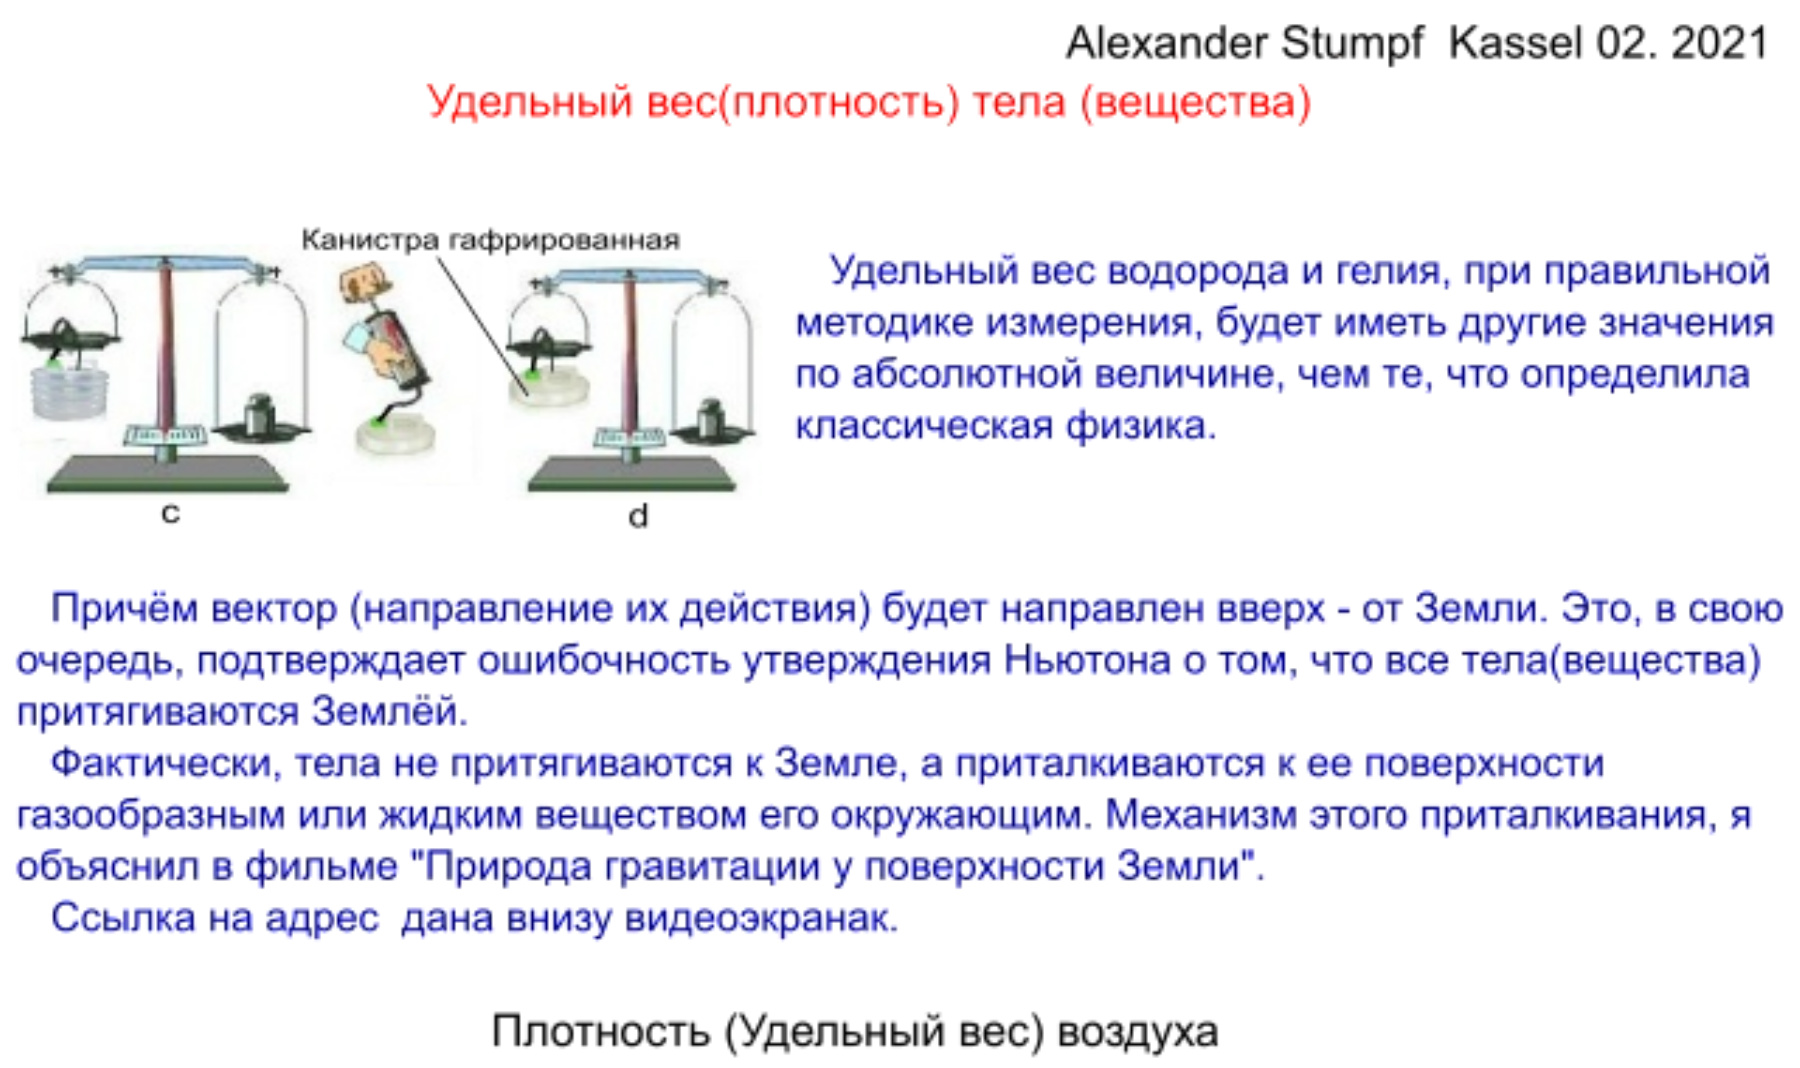 Alexander Stumpf  Kassel 02. 2021
Удельный вес(плотность) тела (вещества)
Канистра гафрированная
Удельный вес водорода и гелия, при правильной
методике измерения, будет иметь другие значения
по абсолютной величине, чем те, что определила
классическая физика.
c
d
Причём вектор (направление их действия) будет направлен вверх - от Земли. Это, в свою
очередь, подтверждает ошибочность утверждения Ньютона о том, что все тела(вещества)
притягиваются Землёй.
Фактически, тела не притягиваются к Земле, а приталкиваются к ее поверхности
газообразным или жидким веществом его окружающим. Механизм этого приталкивания, я
объяснил в фильме "Природа гравитации у поверхности Земли".
Ссылка на адрес  дана внизу видеоэкранак.
Плотность (Удельный вес) воздуха